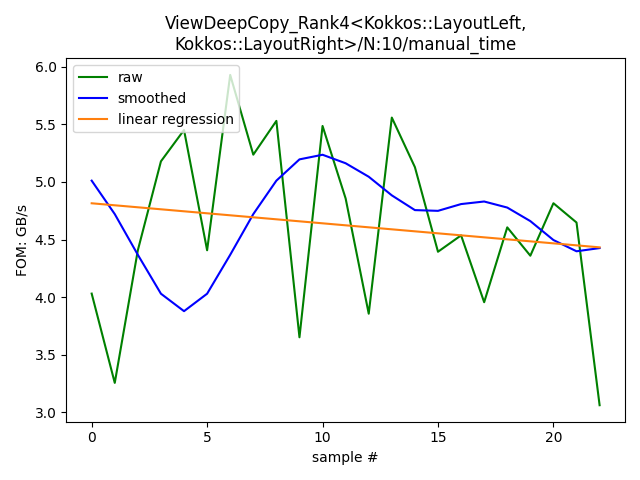 ViewDeepCopy_Rank4<Kokkos::LayoutLeft,
Kokkos::LayoutRight>/N:10/manual_time
raw
smoothed
linear regression
FOM: GB/s
6.0
5.5
5.0
4.5
4.0
3.5
3.0
0 5 10 15 20
sample #